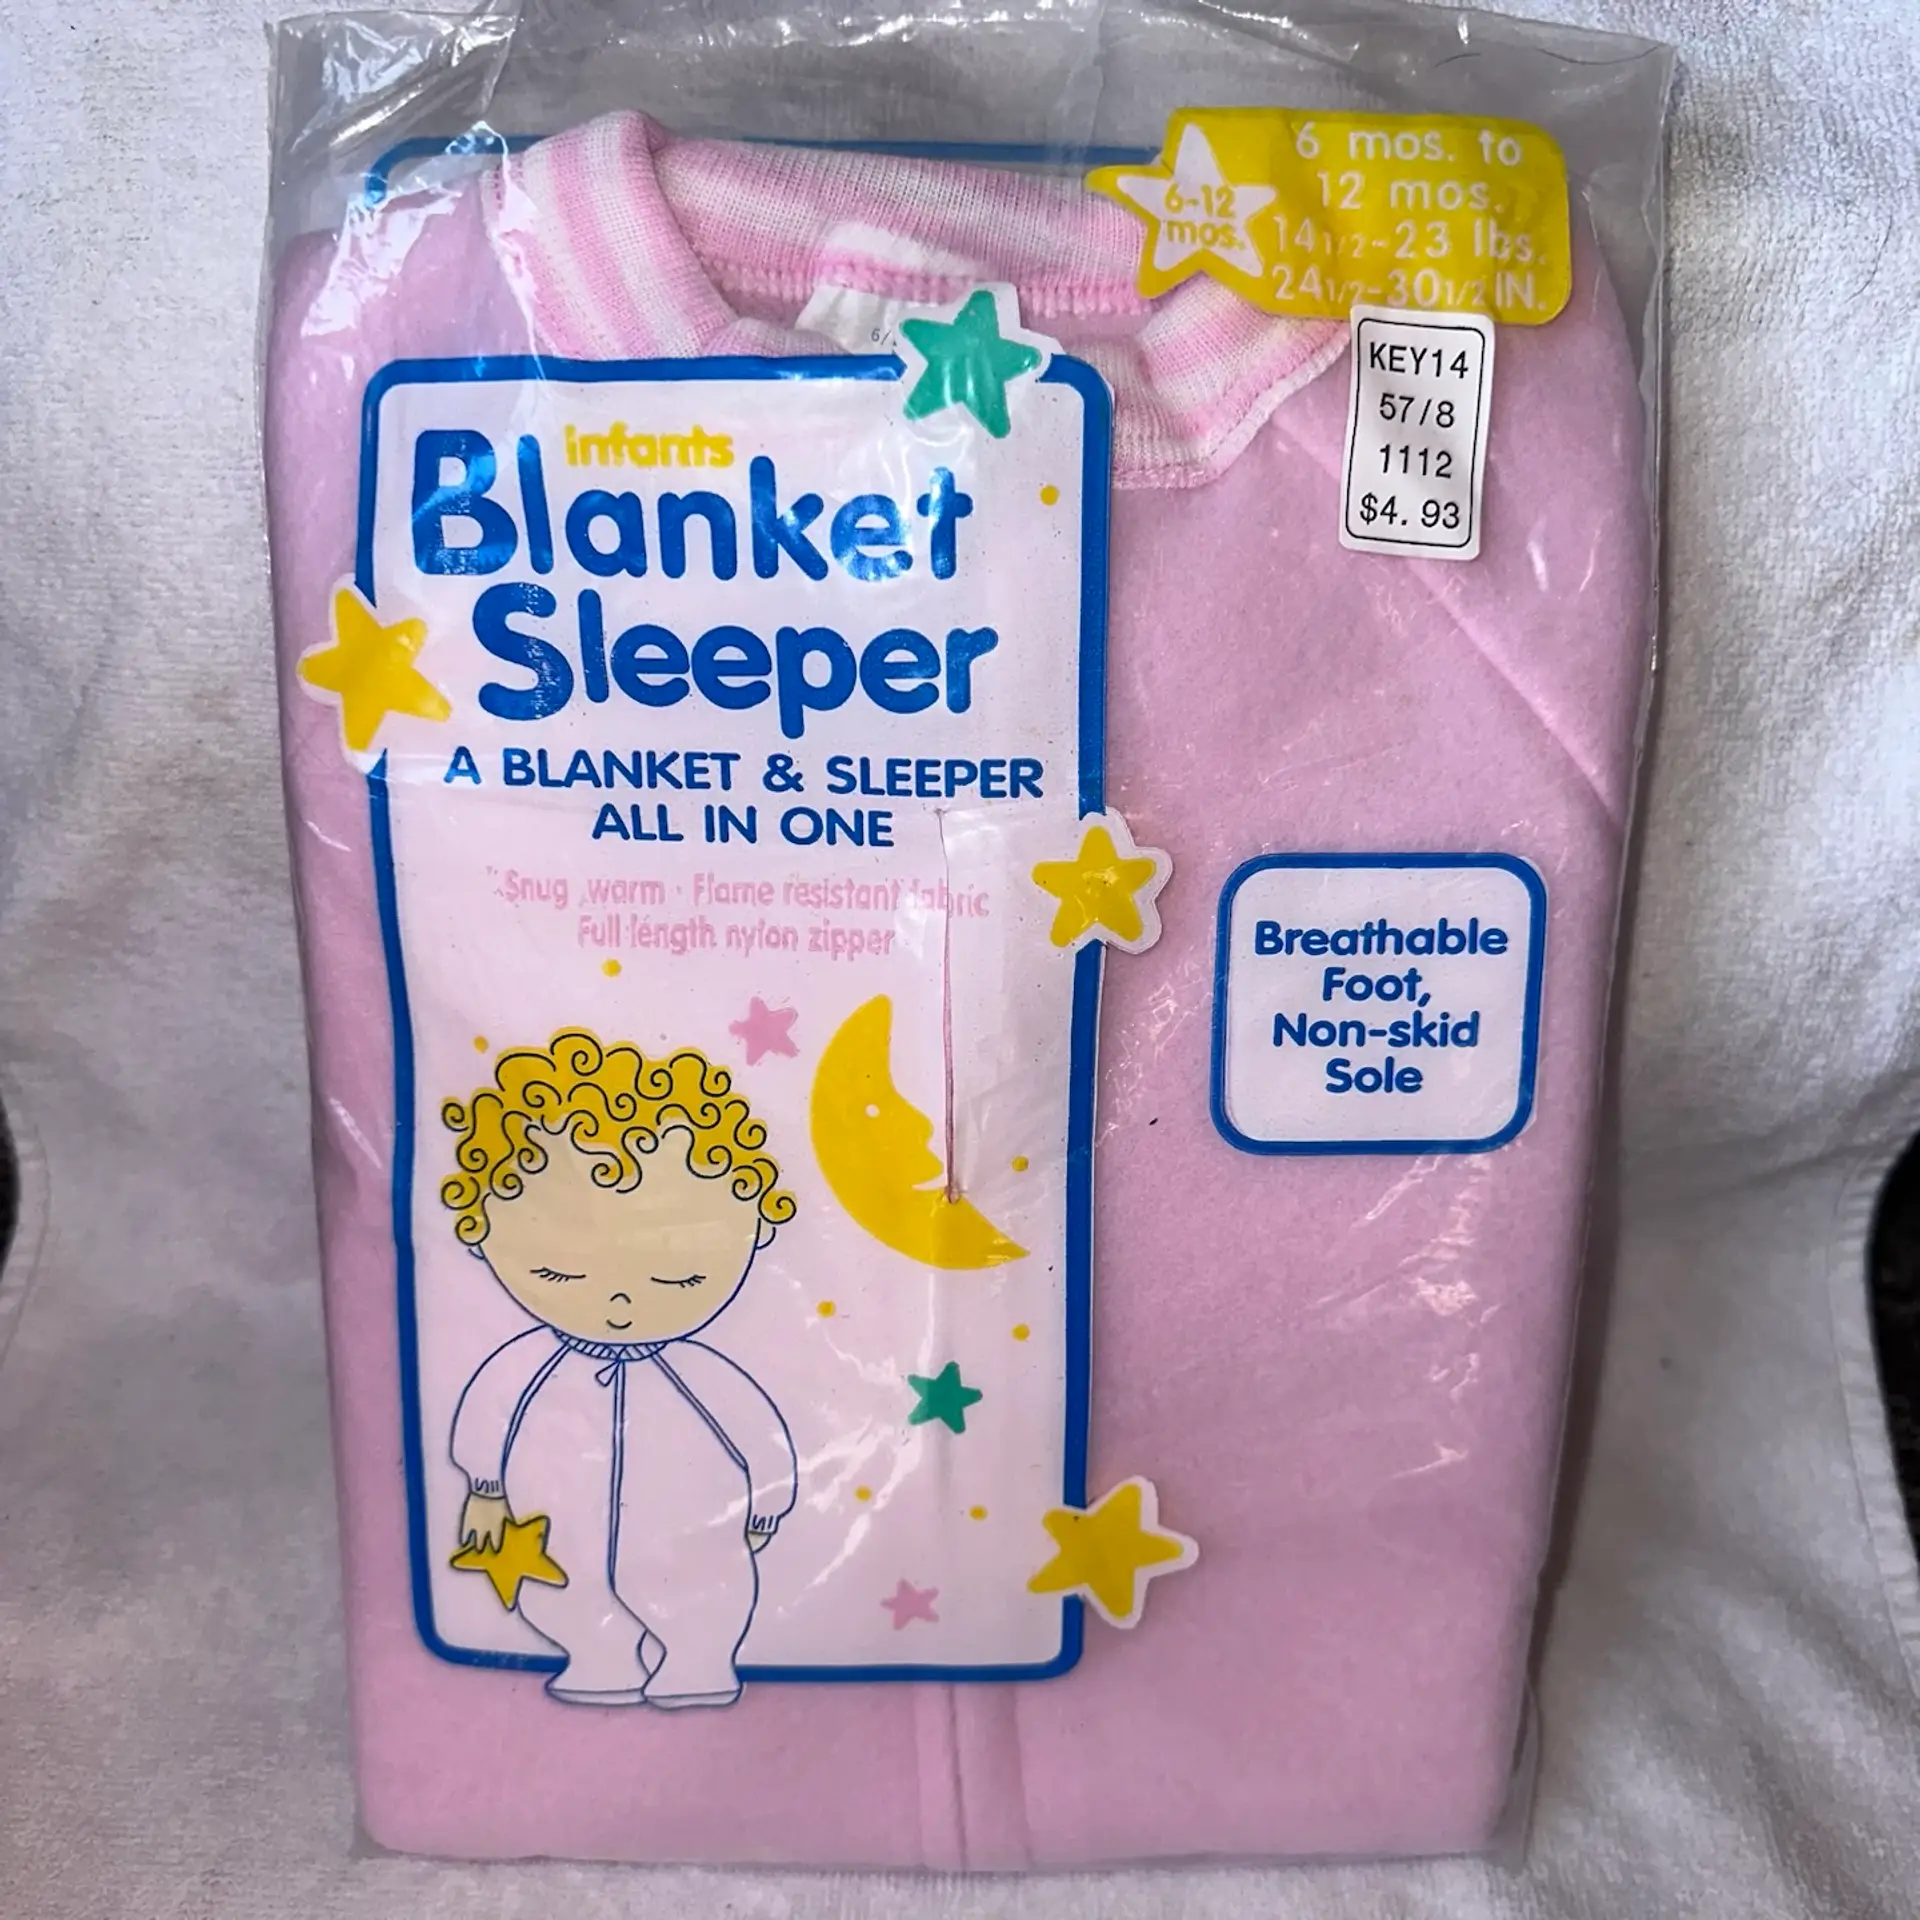 6 mos. to
12 mos.
14 1/2-23 lbs.
24 1/2-30 1/2 IN.
6-12
mos.
6/
KEY14
57/8
1112
$4.93
infants
Blanket
Sleeper
A BLANKET & SLEEPER
ALL IN ONE
Snug, warm · Flame resistant fabric
Full length nylon zipper
Breathable
Foot,
Non-skid
Sole